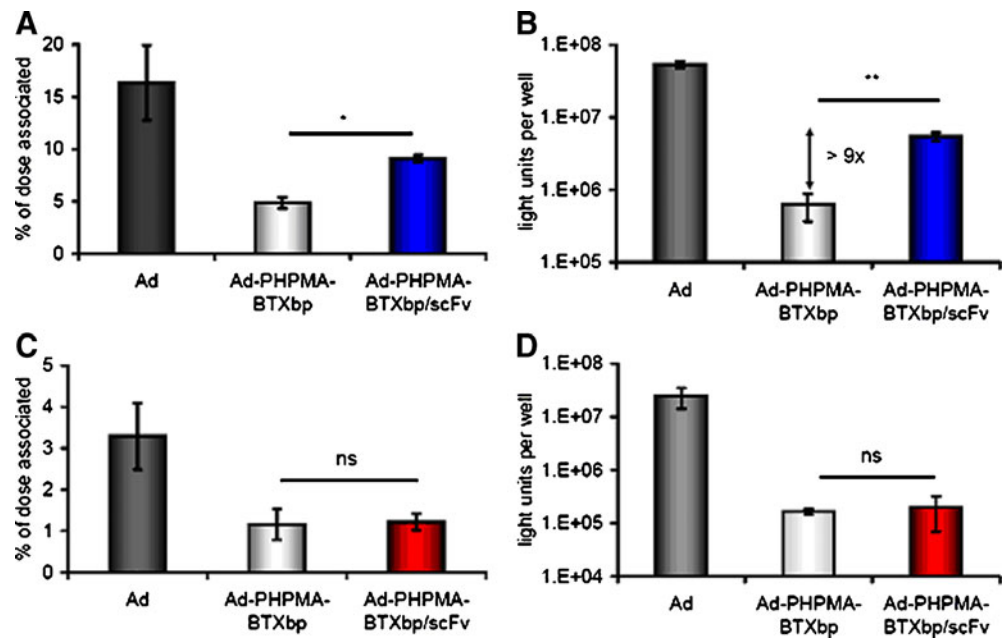 A
% of dose associated
20
15
10
5
0
*
Ad
Ad-PHPMA-
BTXbp
Ad-PHPMA-
BTXbp/scFv
B
light units per well
1.E+08
1.E+07
1.E+06
1.E+05
**
> 9x
Ad
Ad-PHPMA-
BTXbp
Ad-PHPMA-
BTXbp/scFv
C
% of dose associated
5
4
3
2
1
0
ns
Ad
Ad-PHPMA-
BTXbp
Ad-PHPMA-
BTXbp/scFv
D
light units per well
1.E+08
1.E+07
1.E+06
1.E+05
1.E+04
ns
Ad
Ad-PHPMA-
BTXbp
Ad-PHPMA-
BTXbp/scFv